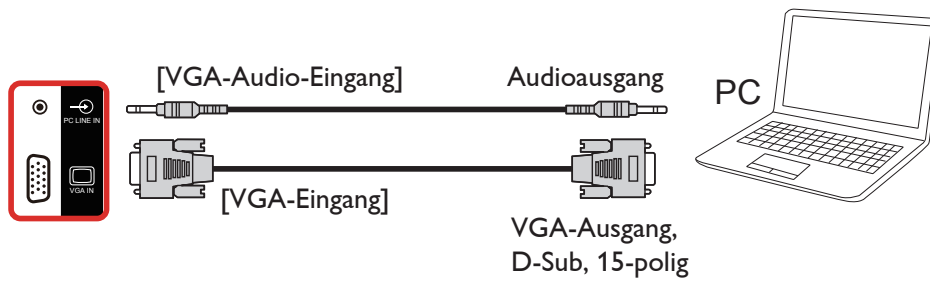 [VGA-Audio-Eingang]
Audioausgang
PC
PC LINE IN
VGA IN
[VGA-Eingang]
VGA-Ausgang,
D-Sub, 15-polig